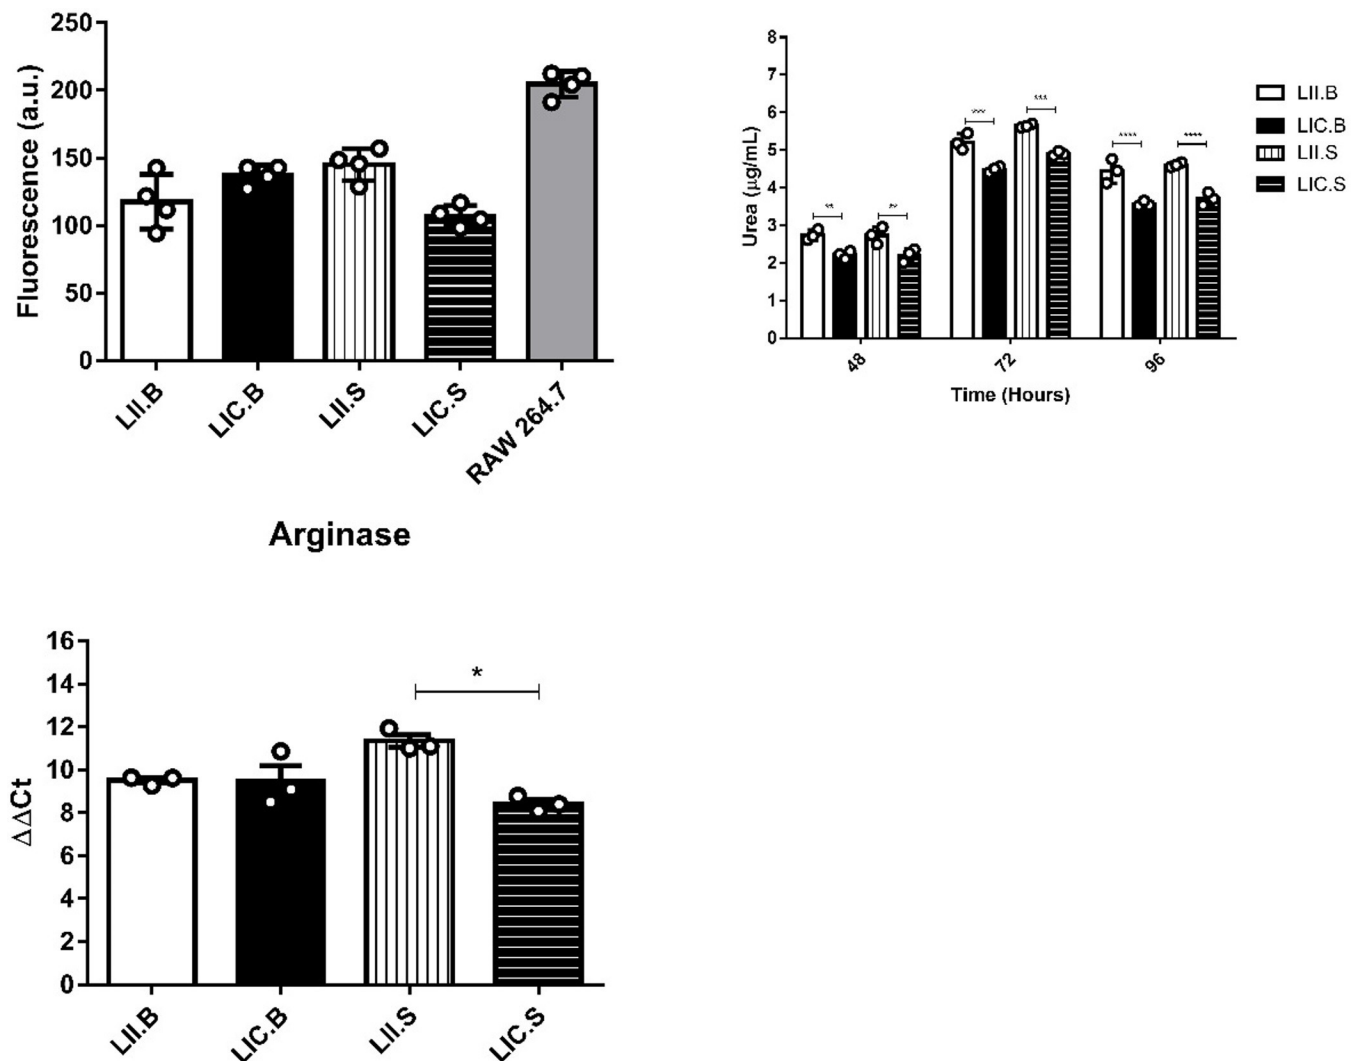 250
200
150
100
50
0
Fluorescence (a.u.)
LII.B
LIC.B
LII.S
LIC.S
RAW 264.7
8
7
6
5
4
3
2
1
0
Urea (µg/mL)
** ** *** *** **** ****
48 72 96
Time (Hours)
LII.B
LIC.B
LII.S
LIC.S
Arginase
16
14
12
10
8
6
4
2
0
ΔΔCt
*
LII.B
LIC.B
LII.S
LIC.S